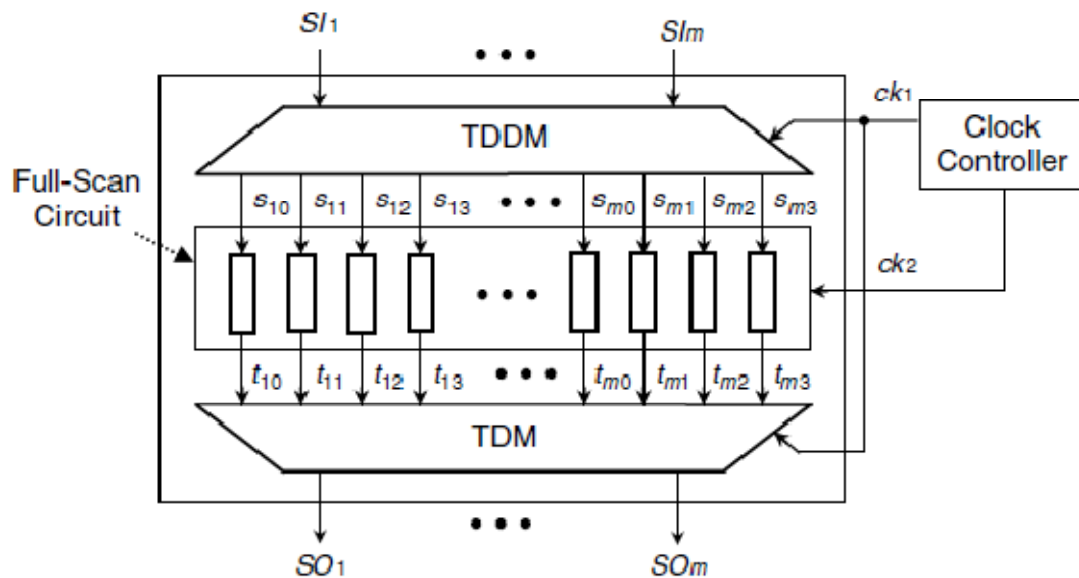 SI1
SIm
TDDM
ck1
Clock
Controller
Full-Scan
Circuit
s10 s11 s12 s13 sm0 sm1 sm2 sm3
ck2
t10 t11 t12 t13 tm0 tm1 tm2 tm3
TDM
SO1
SOm